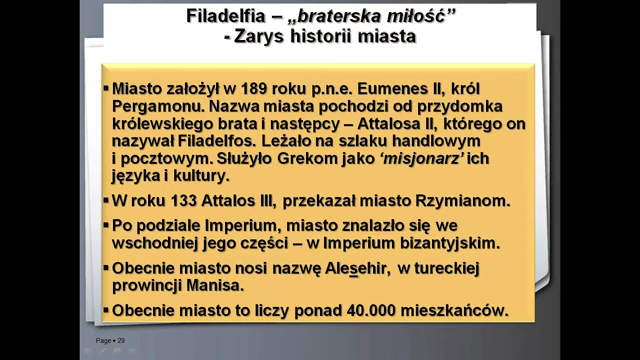 Filadelfia – „braterska miłość”
- Zarys historii miasta
▪ Miasto założył w 189 roku p.n.e. Eumenes II, król
Pergamonu. Nazwa miasta pochodzi od przydomka
królewskiego brata i następcy – Attalosa II, którego on
nazywał Filadelfos. Leżało na szlaku handlowym
i pocztowym. Służyło Grekom jako ‘misjonarz’ ich
języka i kultury.
▪ W roku 133 Attalos III, przekazał miasto Rzymianom.
▪ Po podziale Imperium, miasto znalazło się we
wschodniej jego części – w Imperium bizantyjskim.
▪ Obecnie miasto nosi nazwę Alesehir, w tureckiej
prowincji Manisa.
▪ Obecnie miasto to liczy ponad 40.000 mieszkańców.
Page ▪ 29